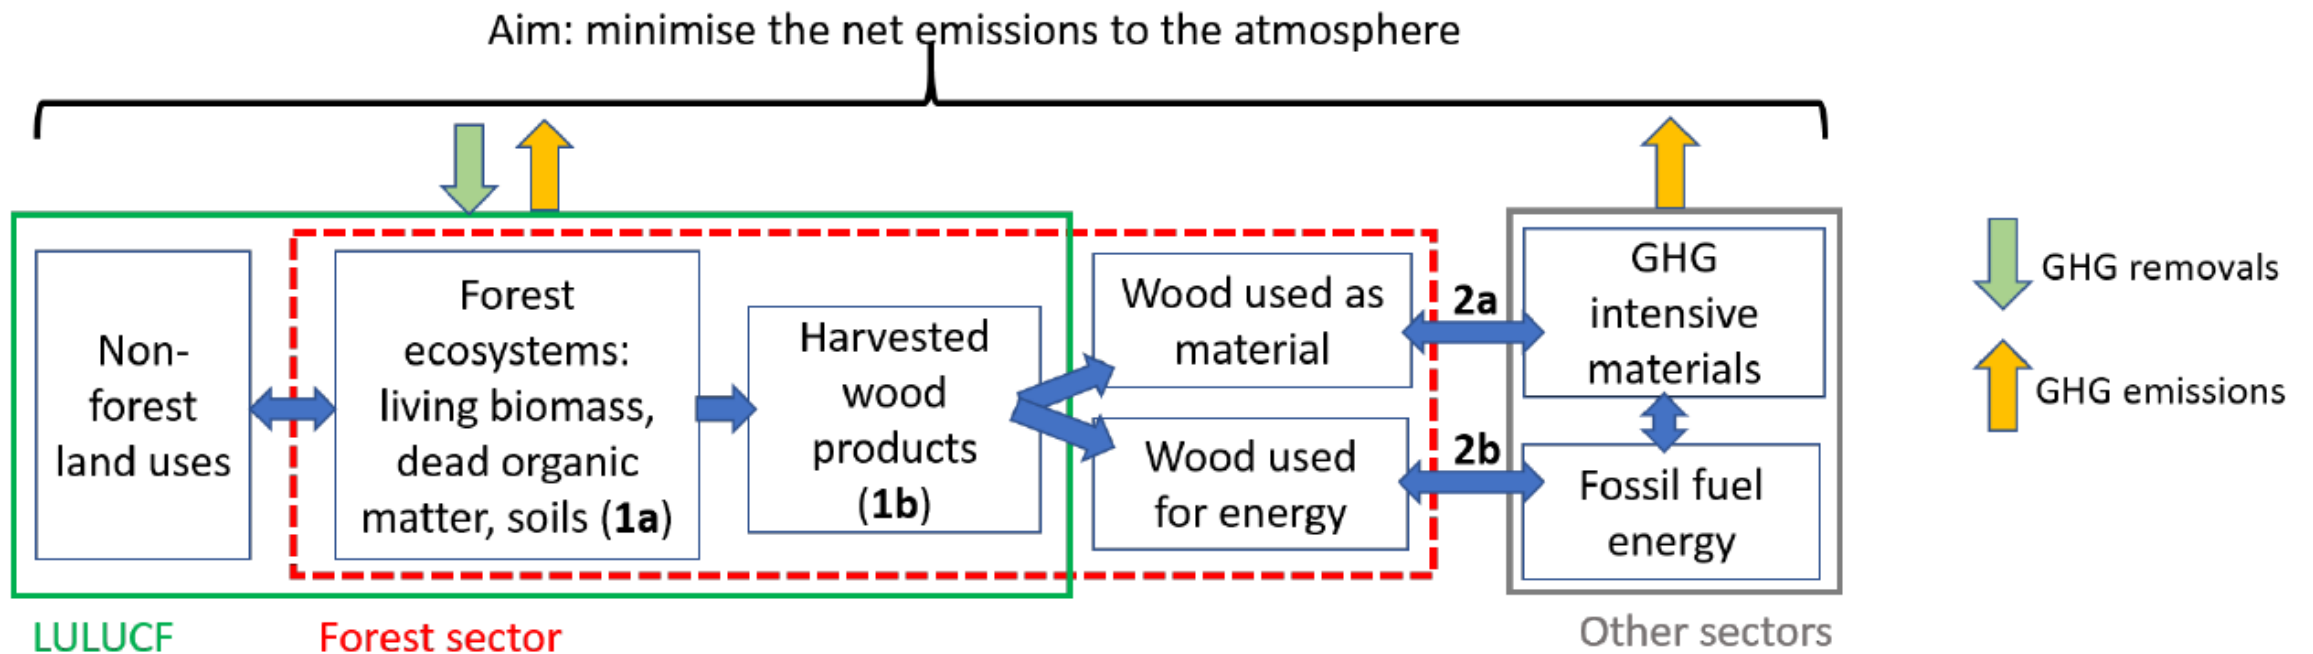 Aim: minimise the net emissions to the atmosphere
Non-
forest
land uses
Forest
ecosystems:
living biomass,
dead organic
matter, soils (1a)
Harvested
wood
products
(1b)
Wood used as
material
Wood used
for energy
2a
2b
GHG
intensive
materials
Fossil fuel
energy
GHG removals
GHG emissions
LULUCF
Forest sector
Other sectors